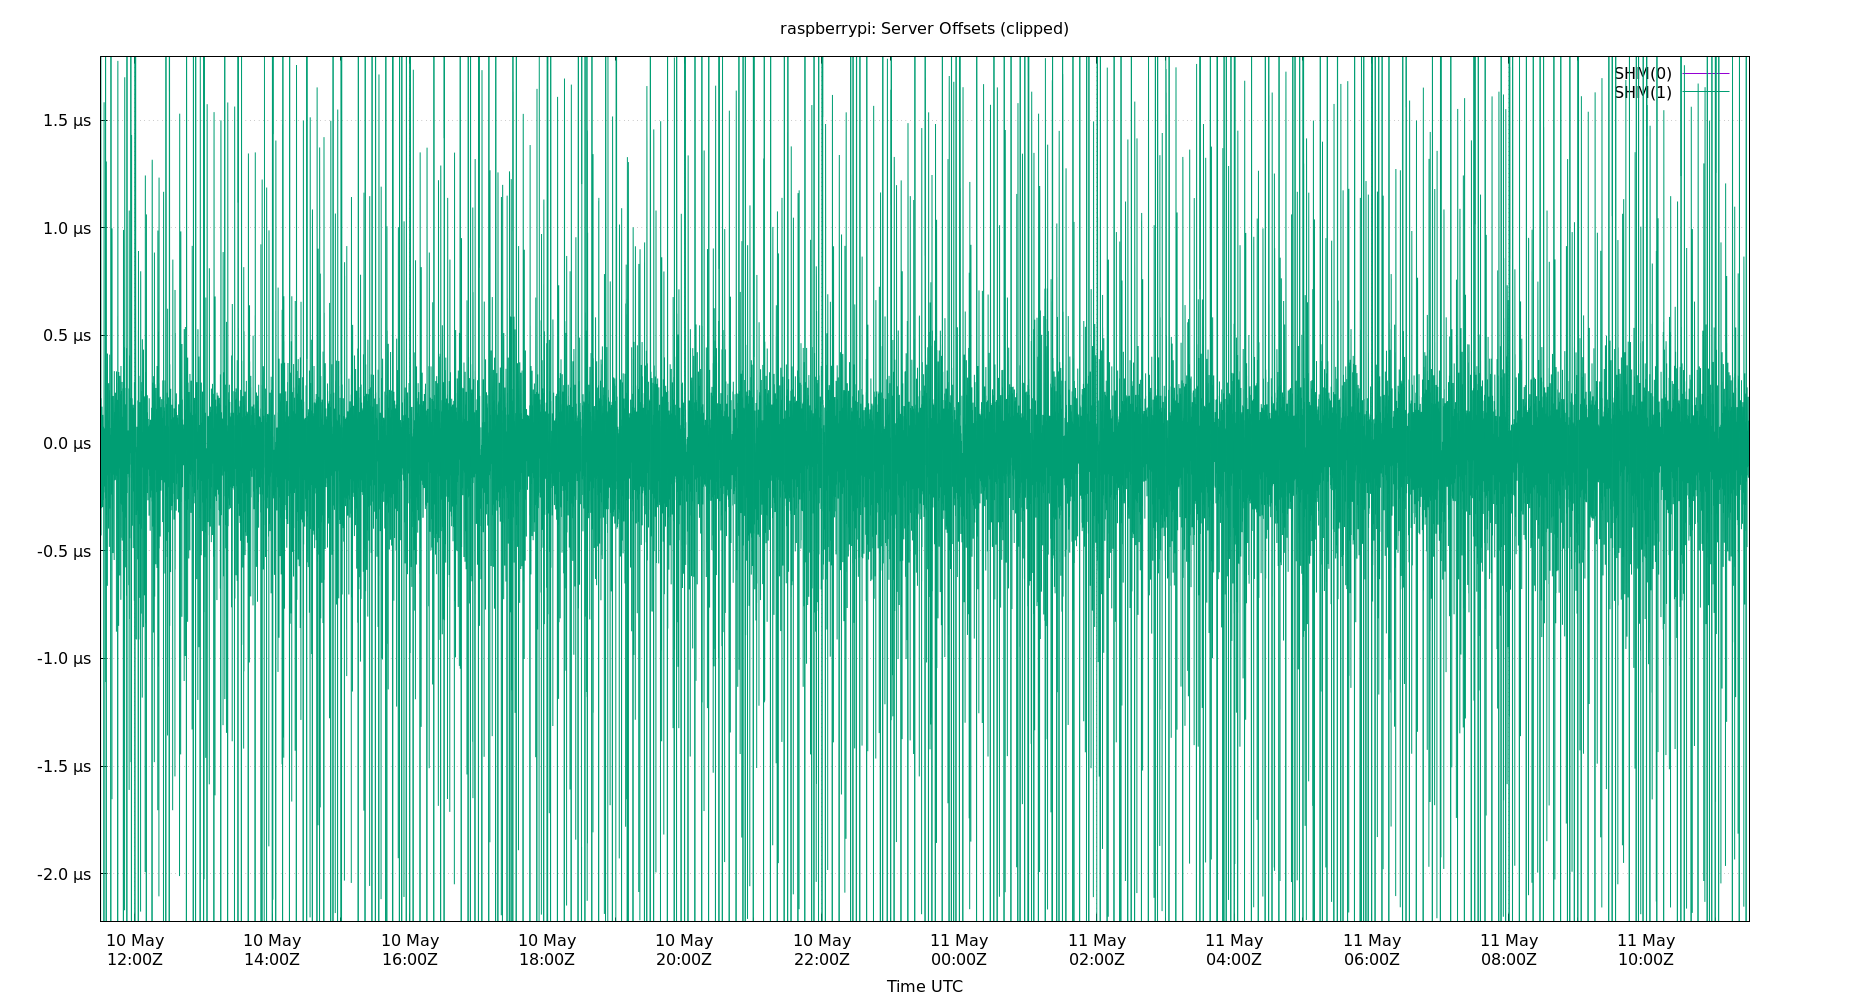 raspberrypi: Server Offsets (clipped)
SHM(0)
SHM(1)
1.5 µs
1.0 µs
0.5 µs
0.0 µs
-0.5 µs
-1.0 µs
-1.5 µs
-2.0 µs
10 May 10 May 10 May 10 May 10 May 10 May 11 May 11 May 11 May 11 May 11 May 11 May
12:00Z 14:00Z 16:00Z 18:00Z 20:00Z 22:00Z 00:00Z 02:00Z 04:00Z 06:00Z 08:00Z 10:00Z
Time UTC